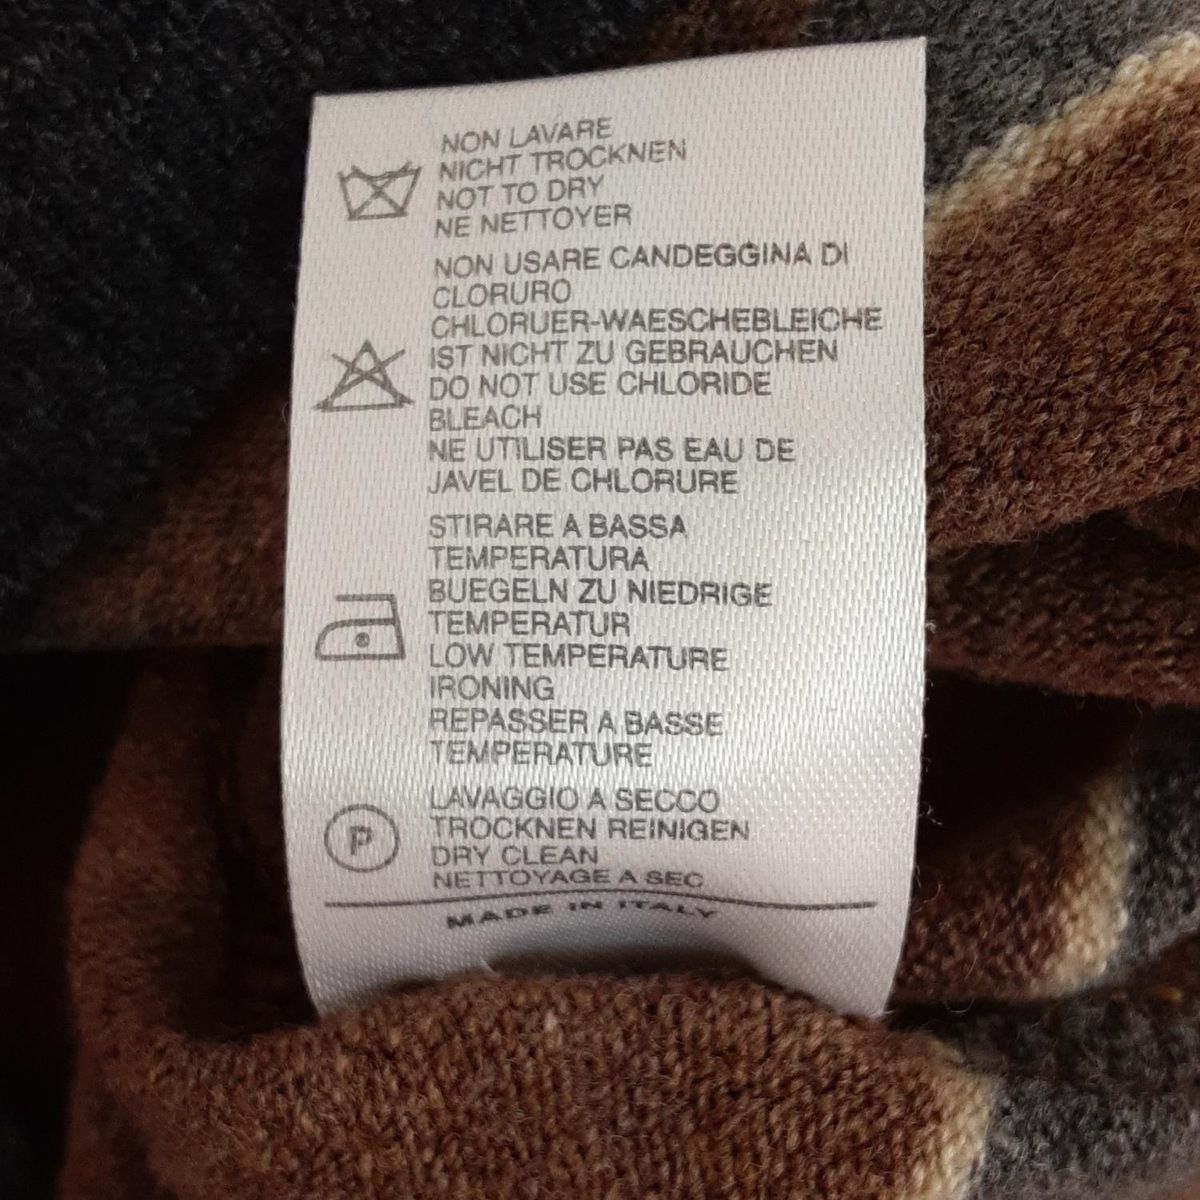 NON LAVARE
NICHT TROCKNEN
NOT TO DRY
NE NETTOYER
NON USARE CANDEGGINA DI
CLORURO
CHLORUER-WAESCHEBLEICHE
IST NICHT ZU GEBRAUCHEN
DO NOT USE CHLORIDE
BLEACH
NE UTILISER PAS EAU DE
JAVEL DE CHLORURE
STIRARE A BASSA
TEMPERATURA
BUEGELN ZU NIEDRIGE
TEMPERATUR
LOW TEMPERATURE
IRONING
REPASSER A BASSE
TEMPERATURE
P
LAVAGGIO A SECCO
TROCKNEN REINIGEN
DRY CLEAN
NETTOYAGE A SEC
MADE IN ITALY